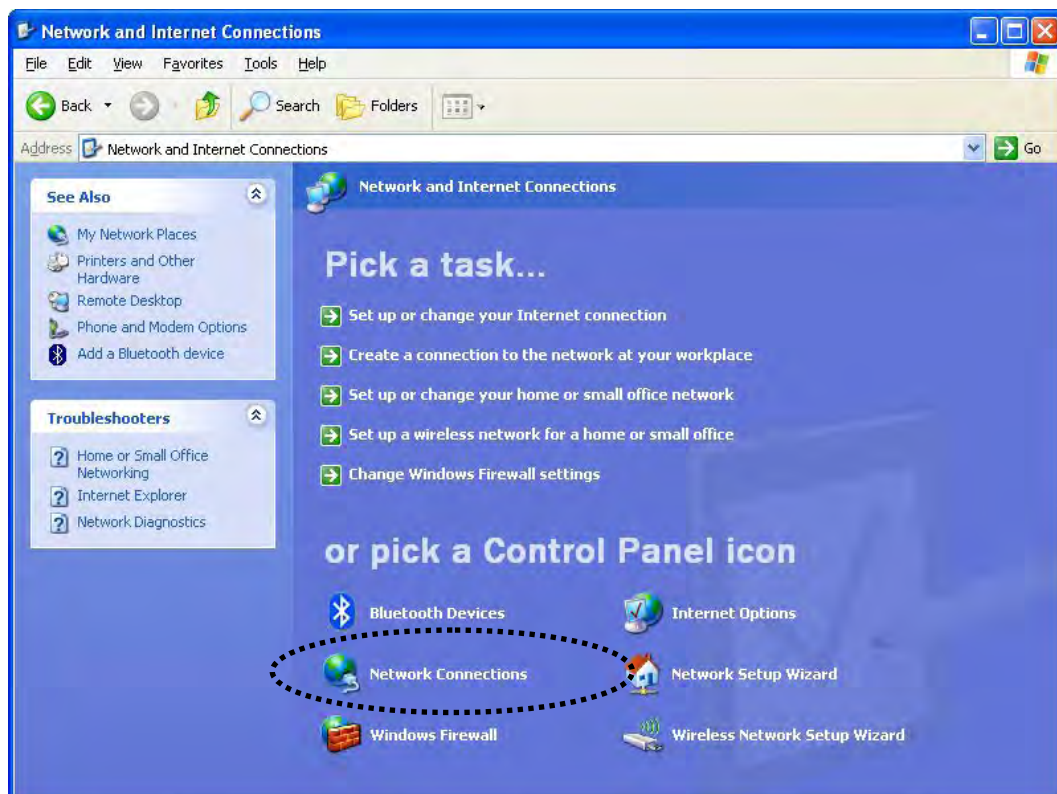 Network and Internet Connections
File Edit View Favorites Tools Help
Back Search Folders
Address Network and Internet Connections Go
See Also
My Network Places
Printers and Other
Hardware
Remote Desktop
Phone and Modem Options
Add a Bluetooth device
Troubleshooters
Home or Small Office
Networking
Internet Explorer
Network Diagnostics
Network and Internet Connections
Pick a task...
Set up or change your Internet connection
Create a connection to the network at your workplace
Set up or change your home or small office network
Set up a wireless network for a home or small office
Change Windows Firewall settings
or pick a Control Panel icon
Bluetooth Devices
Internet Options
Network Connections
Network Setup Wizard
Windows Firewall
Wireless Network Setup Wizard